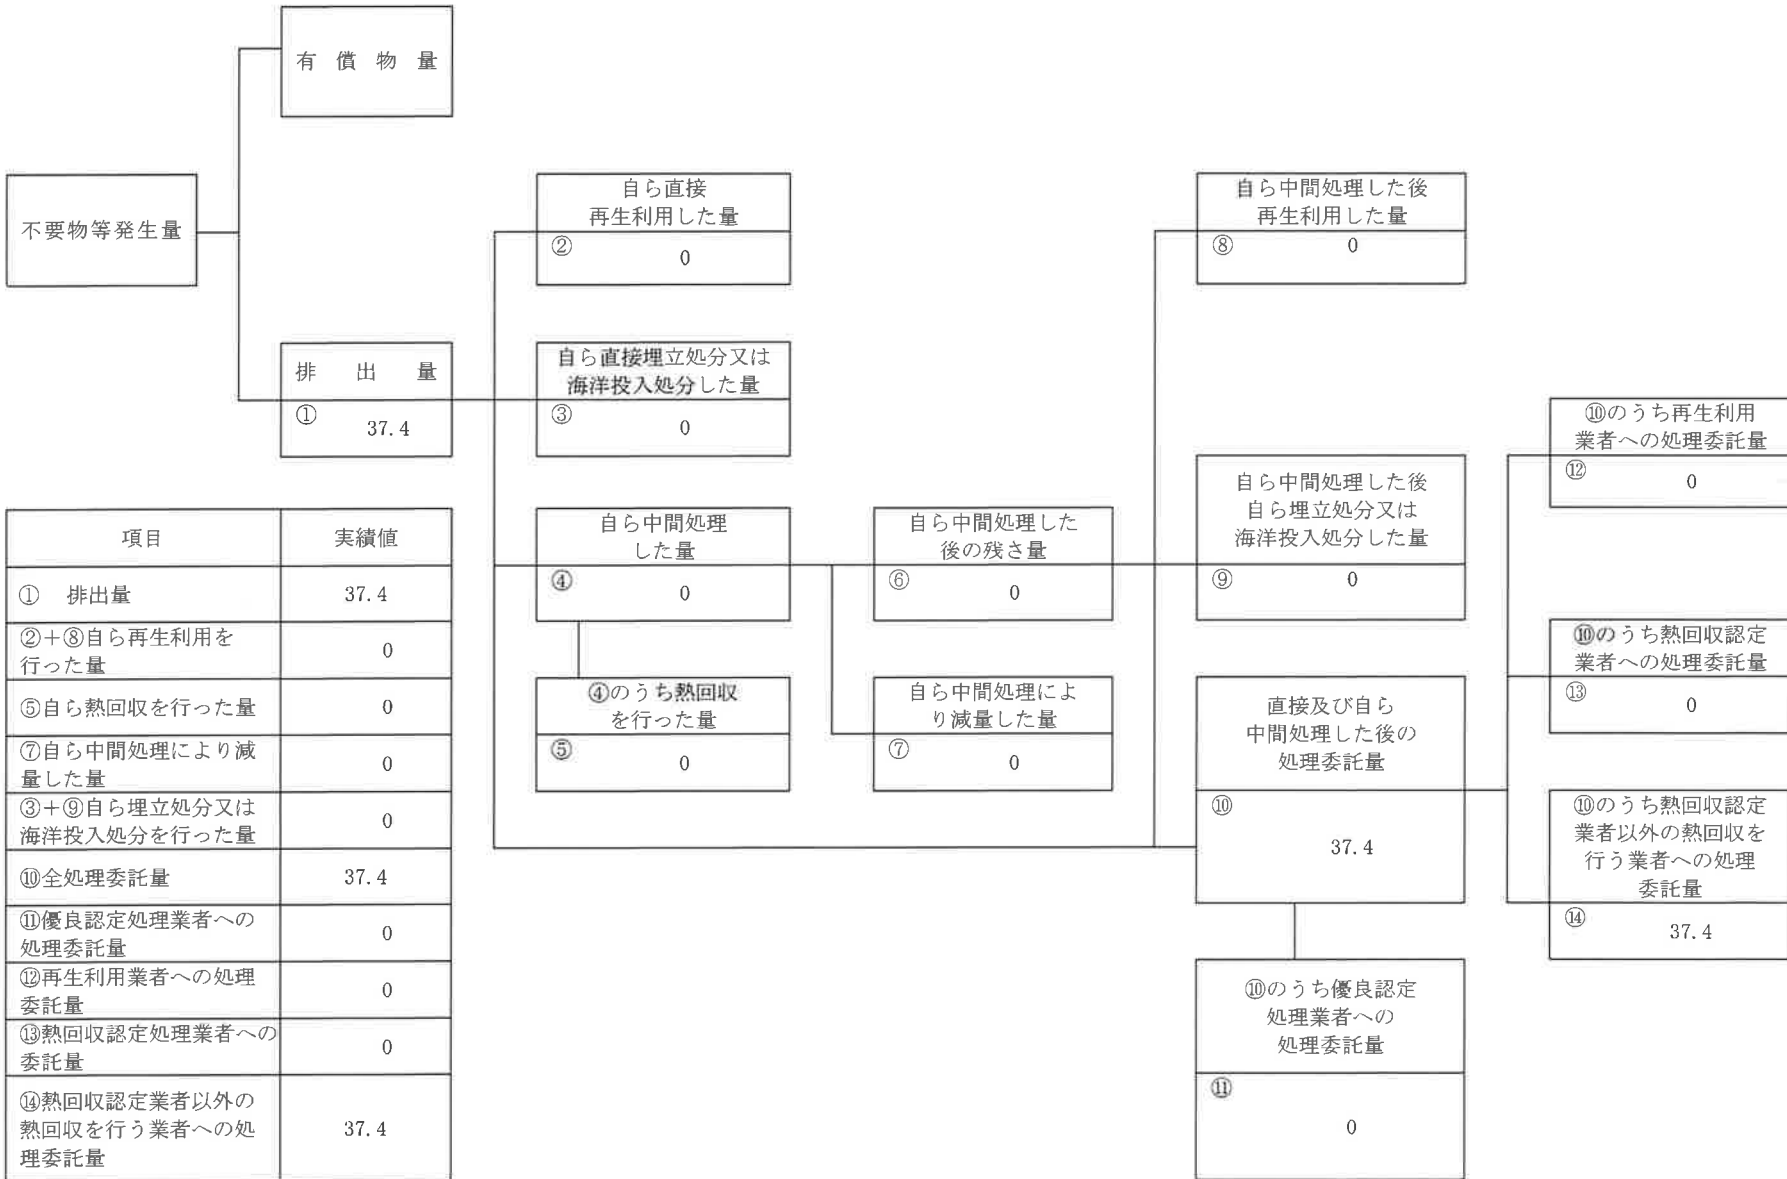 有償物量
不要物等発生量
排出量
① 37.4
自ら直接
再生利用した量
② 0
自ら直接埋立処分又は
海洋投入処分した量
③ 0
自ら中間処理
した量
④ 0
④のうち熱回収
を行った量
⑤ 0
自ら中間処理した
後の残さ量
⑥ 0
自ら中間処理によ
り減量した量
⑦ 0
自ら中間処理した後
再生利用した量
⑧ 0
自ら中間処理した後
自ら埋立処分又は
海洋投入処分した量
⑨ 0
直接及び自ら
中間処理した後の
処理委託量
⑩
37.4
⑩のうち優良認定
処理業者への
処理委託量
⑪
0
⑩のうち再生利用
業者への処理委託量
⑫ 0
⑩のうち熱回収認定
業者への処理委託量
⑬ 0
⑩のうち熱回収認定
業者以外の熱回収を
行う業者への処理
委託量
⑭ 37.4
項目 実績値
① 排出量 37.4
②+⑧自ら再生利用を
行った量 0
⑤自ら熱回収を行った量 0
⑦自ら中間処理により減
量した量 0
③+⑨自ら埋立処分又は
海洋投入処分を行った量 0
⑩全処理委託量 37.4
⑪優良認定処理業者への
処理委託量 0
⑫再生利用業者への処理
委託量 0
⑬熱回収認定処理業者への
委託量 0
⑭熱回収認定業者以外の
熱回収を行う業者への処
理委託量 37.4